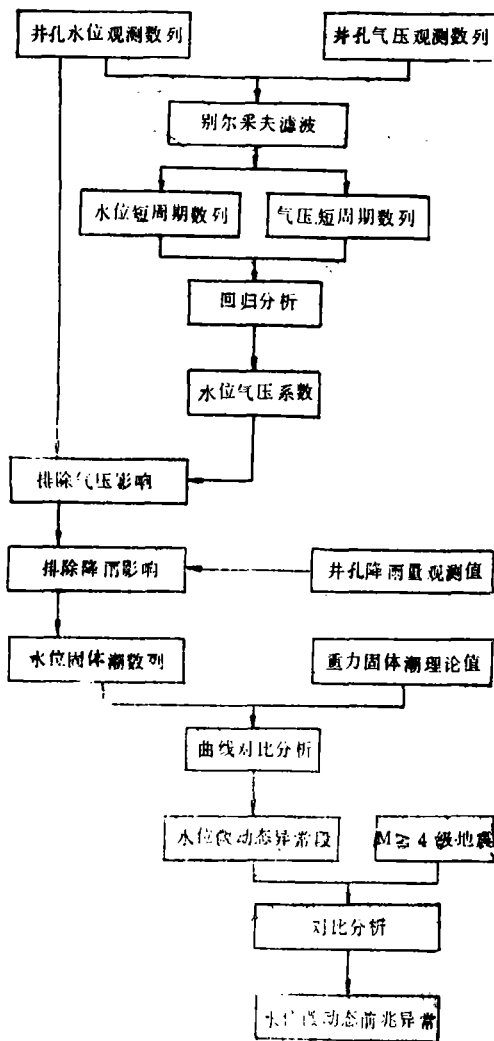 井孔水位观测数列
井孔气压观测数列
别尔采夫滤波
水位短周期数列
气压短周期数列
回归分析
水位气压系数
排除气压影响
排除降雨影响
井孔降雨量观测值
水位固体潮数列
重力固体潮理论值
曲线对比分析
水位微动态异常段
M≥4级地震
对比分析
水位微动态前兆异常